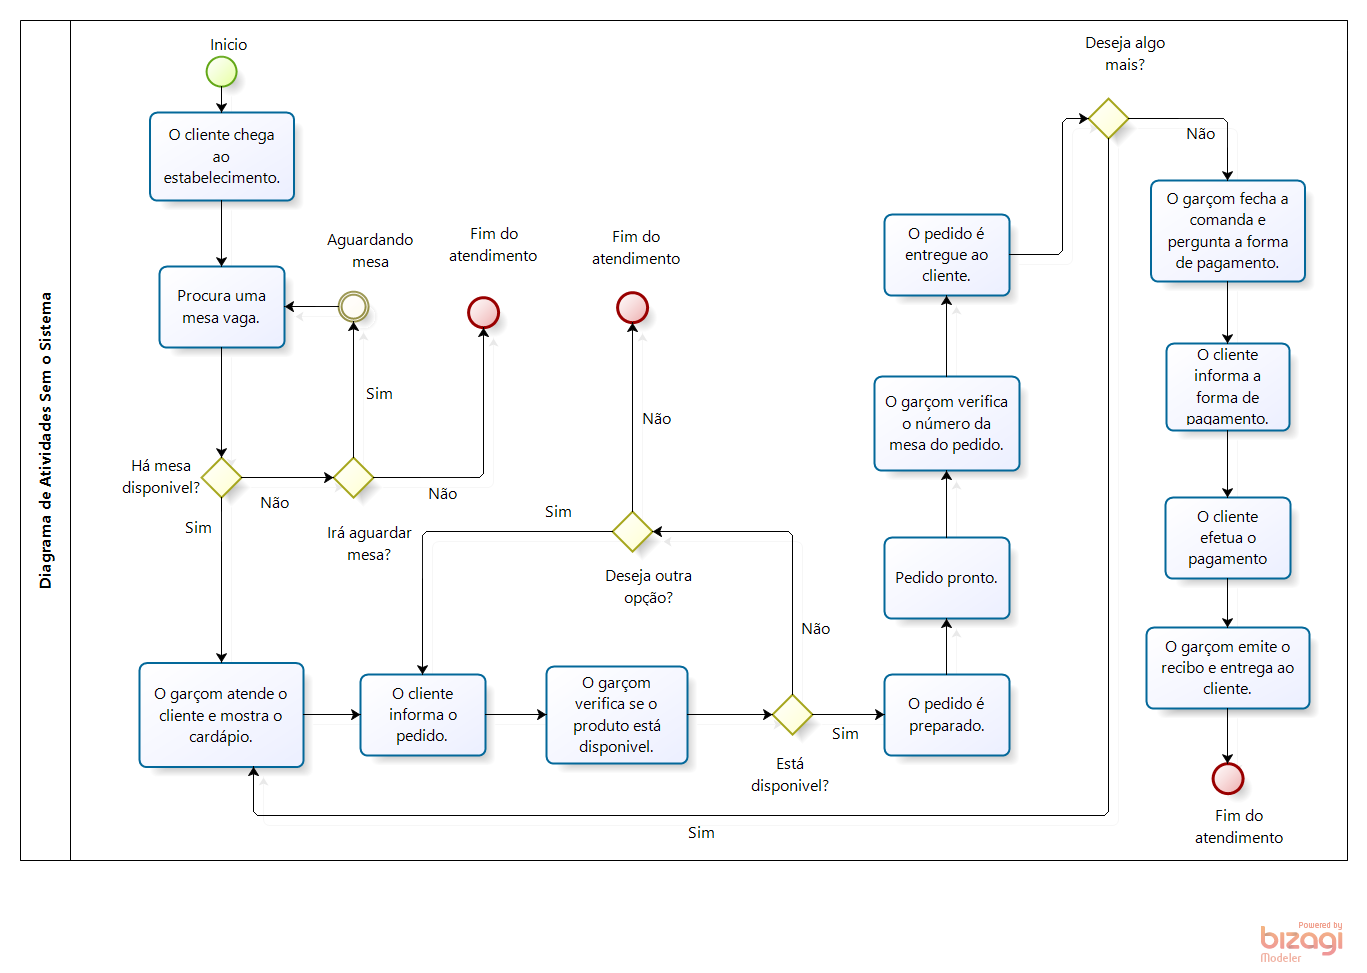 Diagrama de Atividades Sem o Sistema
Inicio
O cliente chega
ao
estabelecimento.
Procura uma
mesa vaga.
Aguardando
mesa
Fim do
atendimento
Fim do
atendimento
Sim
Não
Há mesa
disponivel?
Não
Não
Sim
Irá aguardar
mesa?
Sim
Deseja outra
opção?
Não
O garçom atende o
cliente e mostra o
cardápio.
O cliente
informa o
pedido.
O garçom
verifica se o
produto está
disponivel.
Está
disponivel?
Sim
O pedido é
preparado.
Pedido pronto.
O garçom verifica
o número da
mesa do pedido.
O pedido é
entregue ao
cliente.
Deseja algo
mais?
Não
Sim
O garçom fecha a
comanda e
pergunta a forma
de pagamento.
O cliente
informa a
forma de
pagamento.
O cliente
efetua o
pagamento
O garçom emite o
recibo e entrega ao
cliente.
Fim do
atendimento
Powered by
bizagi
Modeler